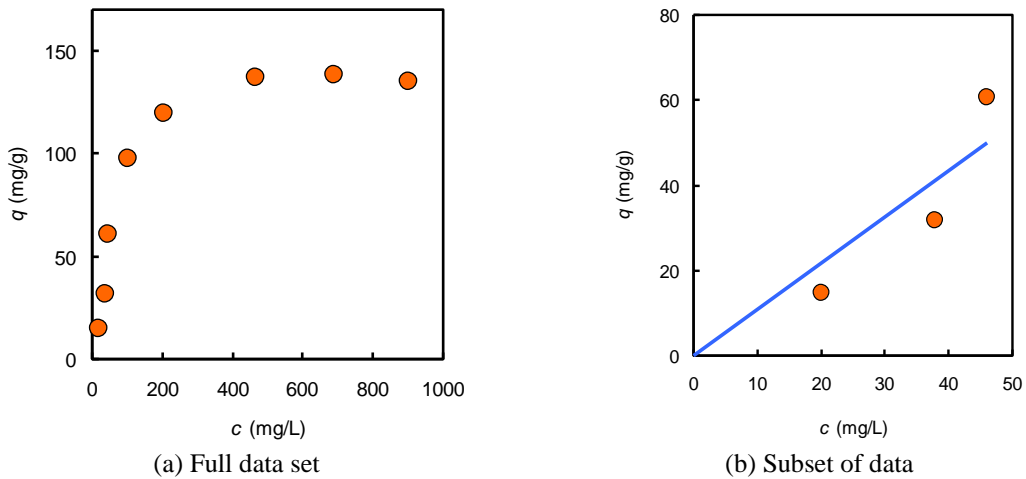 150
100
50
0
q (mg/g)
0 200 400 600 800 1000
c (mg/L)
(a) Full data set
80
60
40
20
0
q (mg/g)
0 10 20 30 40 50
c (mg/L)
(b) Subset of data